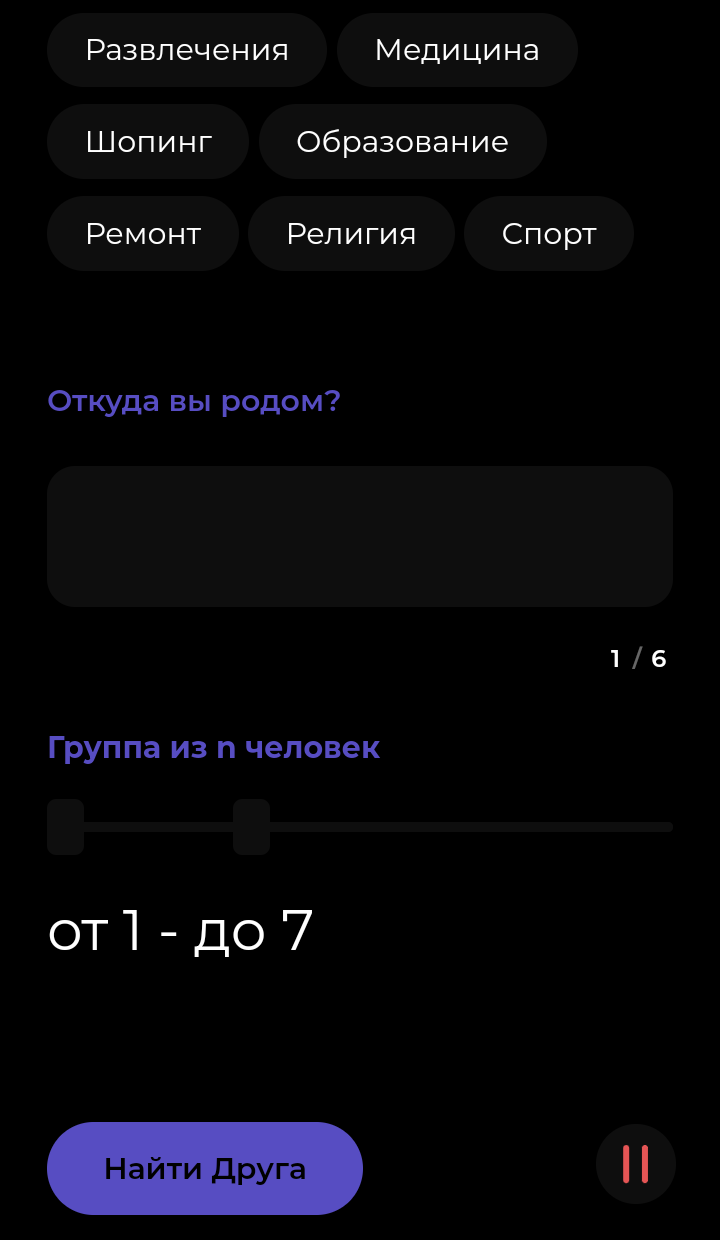 Развлечения Медицина
Шопинг Образование
Ремонт Религия Спорт
Откуда вы родом?
1 / 6
Группа из n человек
от 1 - до 7
Найти Друга